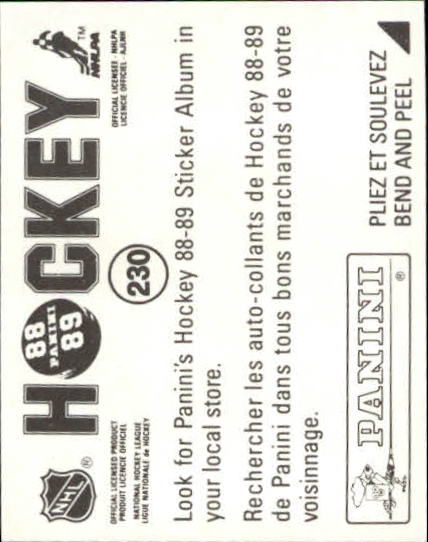 HOCKEY
88
PANINI
89
NHLPA
TM
OFFICIAL LICENSEE - NHLPA
LICENCIE OFFICIEL - AJLNH
NHL
®
OFFICIAL LICENSED PRODUCT
PRODUIT LICENCIE OFFICIEL
NATIONAL HOCKEY LEAGUE
LIGUE NATIONALE de HOCKEY
230
Look for Panini's Hockey 88-89 Sticker Album in
your local store.
Rechercher les auto-collants de Hockey 88-89
de Panini dans tous bons marchands de votre
voisinnage.
PANINI
®
PLIEZ ET SOULEVEZ
BEND AND PEEL